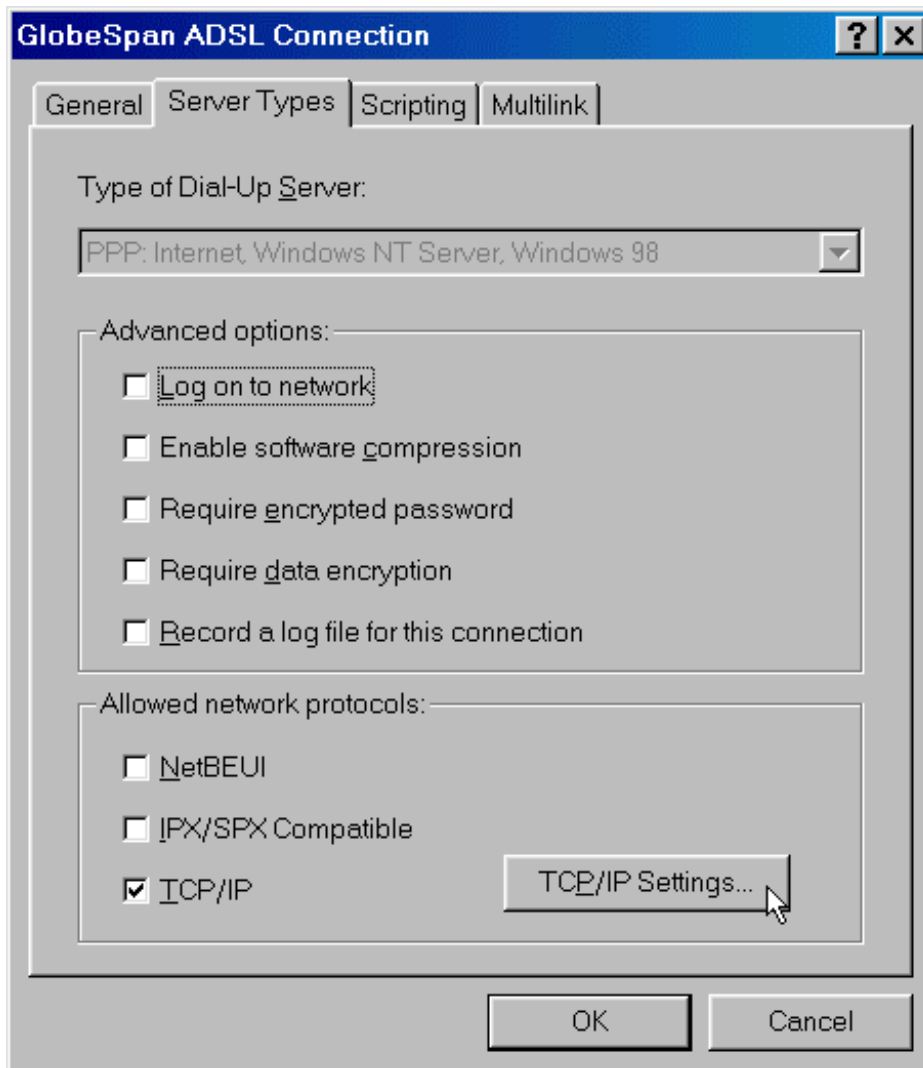 GlobeSpan ADSL Connection
General Server Types Scripting Multilink
Type of Dial-Up Server:
PPP: Internet, Windows NT Server, Windows 98
Advanced options:
Log on to network
Enable software compression
Require encrypted password
Require data encryption
Record a log file for this connection
Allowed network protocols:
NetBEUI
IPX/SPX Compatible
TCP/IP TCP/IP Settings...
OK Cancel